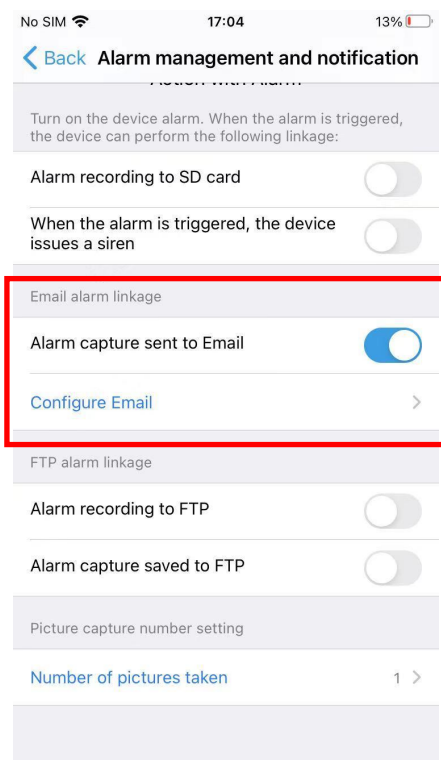 No SIM 17:04 13%
Back Alarm management and notification
Action with Alarm
Turn on the device alarm. When the alarm is triggered,
the device can perform the following linkage:
Alarm recording to SD card
When the alarm is triggered, the device
issues a siren
Email alarm linkage
Alarm capture sent to Email
Configure Email
FTP alarm linkage
Alarm recording to FTP
Alarm capture saved to FTP
Picture capture number setting
Number of pictures taken 1